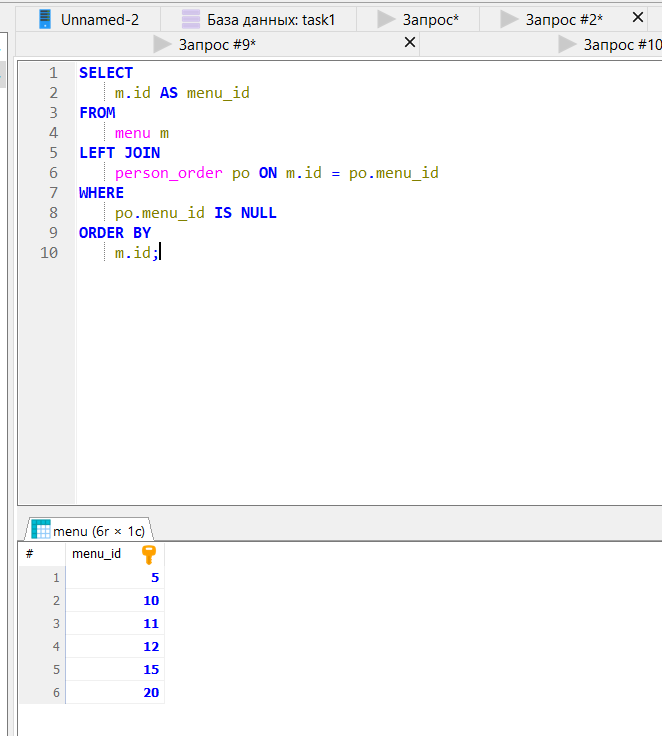 Unnamed-2 База данных: task1 Запрос* Запрос #2*
Запрос #9* Запрос #10
1 SELECT
2 m.id AS menu_id
3 FROM
4 menu m
5 LEFT JOIN
6 person_order po ON m.id = po.menu_id
7 WHERE
8 po.menu_id IS NULL
9 ORDER BY
10 m.id;
menu (6r × 1c)
# menu_id
1 5
2 10
3 11
4 12
5 15
6 20